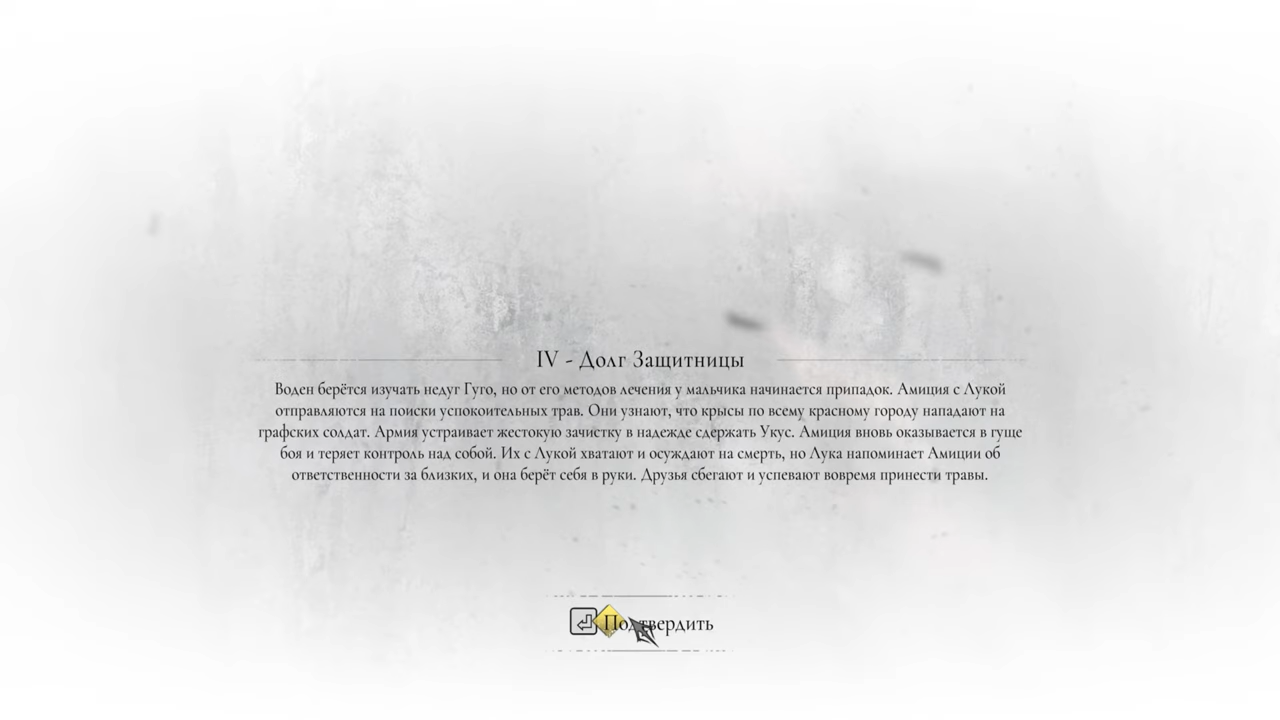 IV - Долг Защитницы
Воден берётся изучать недуг Гуго, но от его методов лечения у мальчика начинается припадок. Амиция с Лукой
отправляются на поиски успокоительных трав. Они узнают, что крысы по всему красному городу нападают на
графских солдат. Армия устраивает жестокую зачистку в надежде сдержать Укус. Амиция вновь оказывается в гуще
боя и теряет контроль над собой. Их с Лукой хватают и осуждают на смерть, но Лука напоминает Амиции об
ответственности за близких, и она берёт себя в руки. Друзья сбегают и успевают вовремя принести травы.
Подтвердить